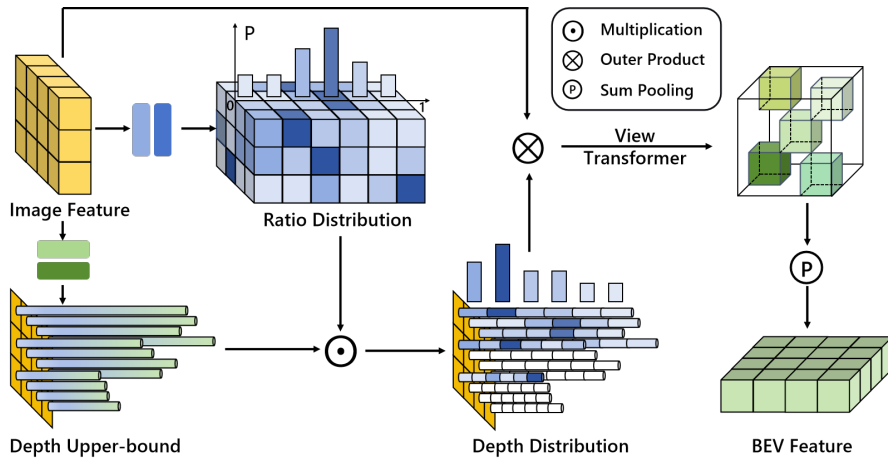 P
0
1
Multiplication
Outer Product
P
Sum Pooling
Image Feature
Ratio Distribution
View
Transformer
P
Depth Upper-bound
Depth Distribution
BEV Feature